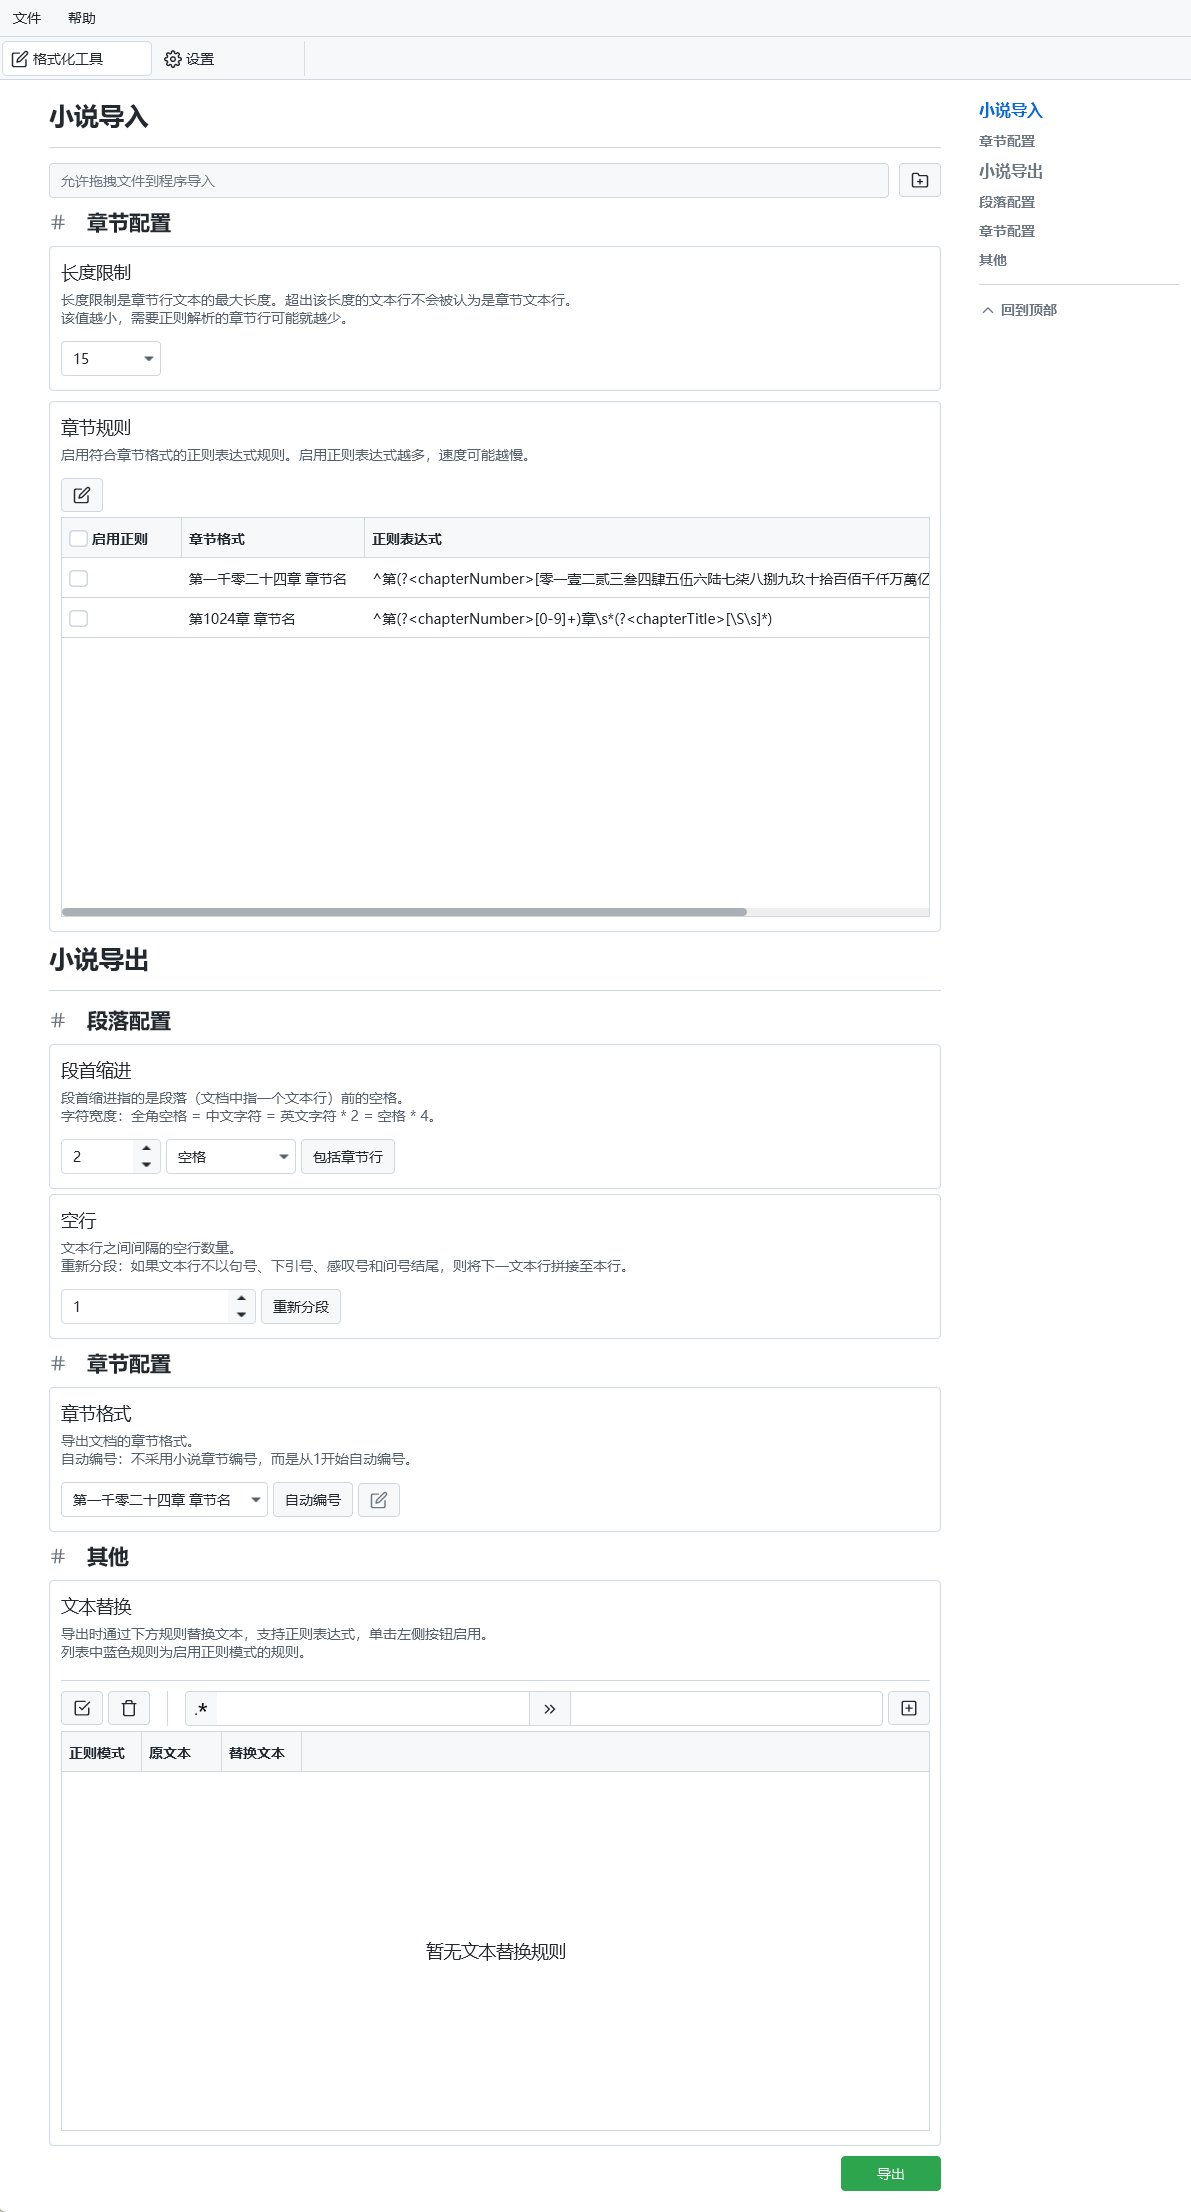 文件 帮助
格式化工具 设置
小说导入
允许拖拽文件到程序导入
# 章节配置
长度限制
长度限制是章节行文本的最大长度。超出该长度的文本行不会被认为是章节文本行。
该值越小，需要正则解析的章节行可能就越少。
15
章节规则
启用符合章节格式的正则表达式规则。启用正则表达式越多，速度可能越慢。
启用正则 章节格式 正则表达式
第一千零二十四章 章节名 ^第(?<chapterNumber>[零一壹二贰三叁四肆五伍六陆七柒八捌九玖十拾百佰千仟万萬亿
第1024章 章节名 ^第(?<chapterNumber>[0-9]+)章\s*(?<chapterTitle>[\S\s]*)
小说导出
# 段落配置
段首缩进
段首缩进指的是段落（文档中指一个文本行）前的空格。
字符宽度：全角空格 = 中文字符 = 英文字符 * 2 = 空格 * 4。
2 空格 包括章节行
空行
文本行之间间隔的空行数量。
重新分段：如果文本行不以句号、下引号、感叹号和问号结尾，则将下一文本行拼接至本行。
1 重新分段
# 章节配置
章节格式
导出文档的章节格式。
自动编号：不采用小说章节编号，而是从1开始自动编号。
第一千零二十四章 章节名 自动编号
# 其他
文本替换
导出时通过下方规则替换文本，支持正则表达式，单击左侧按钮启用。
列表中蓝色规则为启用正则模式的规则。
.* »
正则模式 原文本 替换文本
暂无文本替换规则
导出
小说导入
章节配置
小说导出
段落配置
章节配置
其他
回到顶部